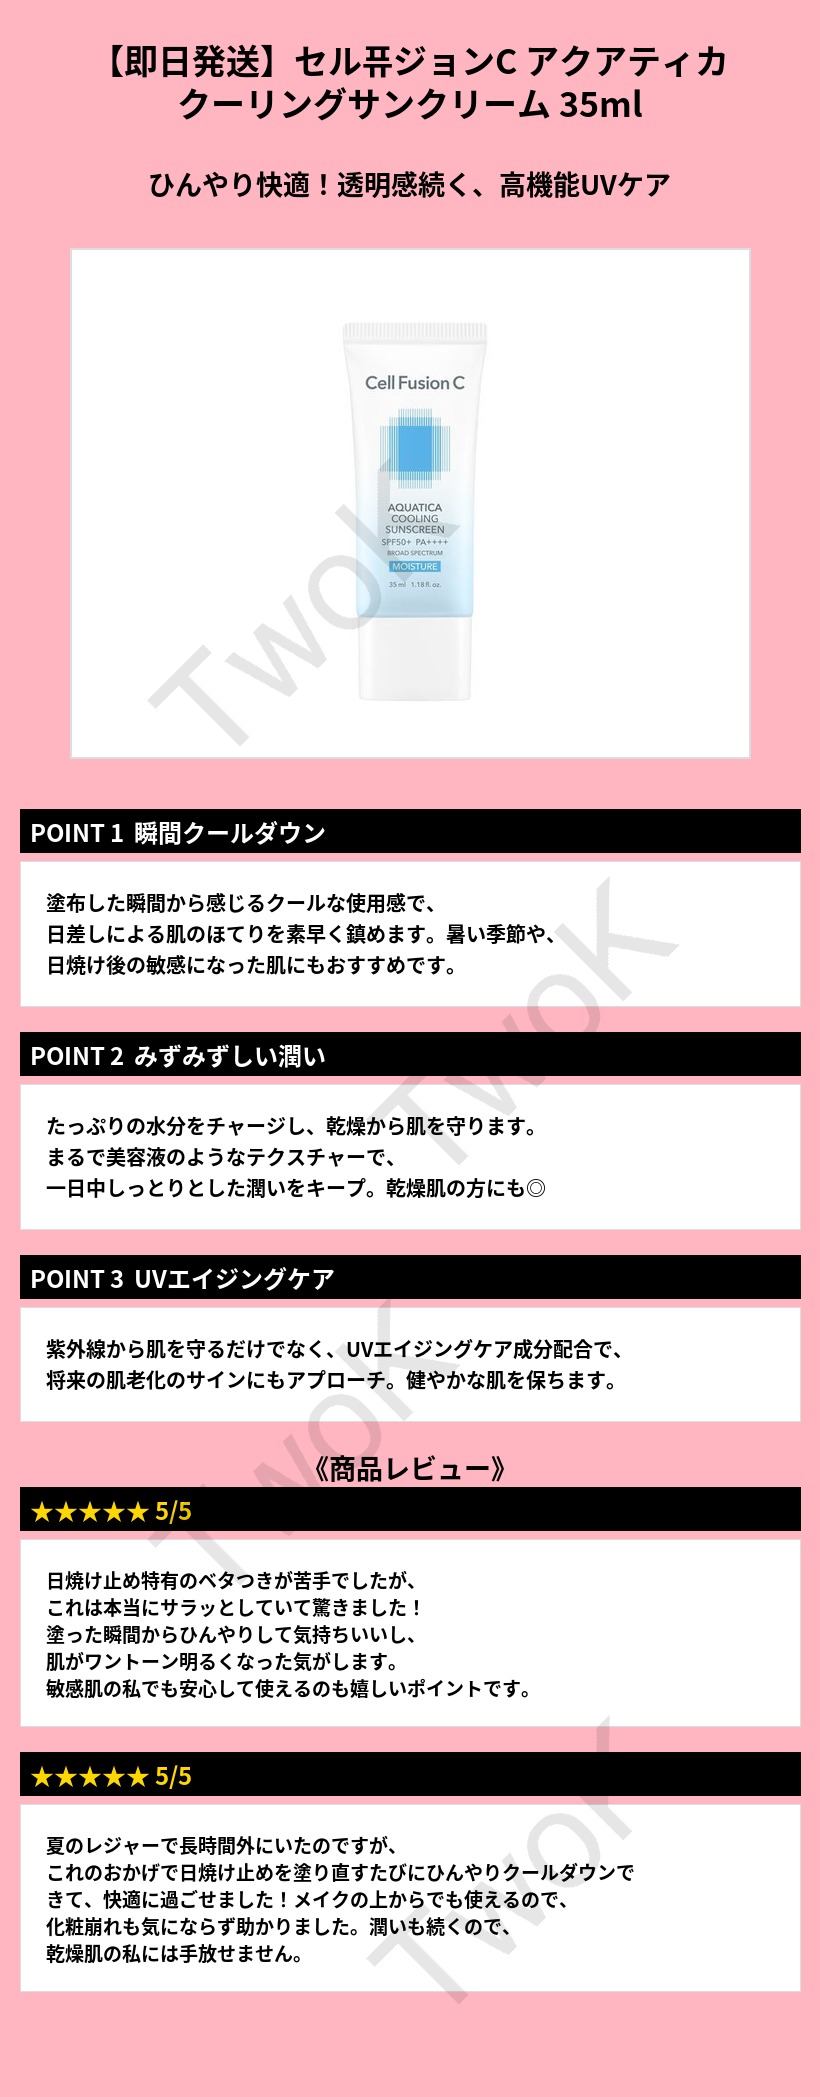 【即日発送】セル퓨ジョンC アクアティカ
クーリングサンクリーム 35ml
ひんやり快適！透明感続く、高機能UVケア
Cell Fusion C
AQUATICA
COOLING
SUNSCREEN
SPF50+ PA++++
BROAD SPECTRUM
MOISTURE
35 ml 1.18 fl. oz.
TwoK
POINT 1 瞬間クールダウン
塗布した瞬間から感じるクールな使用感で、
日差しによる肌のほてりを素早く鎮めます。暑い季節や、
日焼け後の敏感になった肌にもおすすめです。
TwoK
POINT 2 みずみずしい潤い
たっぷりの水分をチャージし、乾燥から肌を守ります。
まるで美容液のようなテクスチャーで、
一日中しっとりとした潤いをキープ。乾燥肌の方にも◎
POINT 3 UVエイジングケア
紫外線から肌を守るだけでなく、UVエイジングケア成分配合で、
将来の肌老化のサインにもアプローチ。健やかな肌を保ちます。
TwoK
《商品レビュー》
★★★★★ 5/5
日焼け止め特有のベタつきが苦手でしたが、
これは本当にサラッとしていて驚きました！
塗った瞬間からひんやりして気持ちいいし、
肌がワントーン明るくなった気がします。
敏感肌の私でも安心して使えるのも嬉しいポイントです。
★★★★★ 5/5
夏のレジャーで長時間外にいたのですが、
これのおかげで日焼け止めを塗り直すたびにひんやりクールダウンで
きて、快適に過ごせました！メイクの上からでも使えるので、
化粧崩れも気にならず助かりました。潤いも続くので、
乾燥肌の私には手放せません。
TwoK